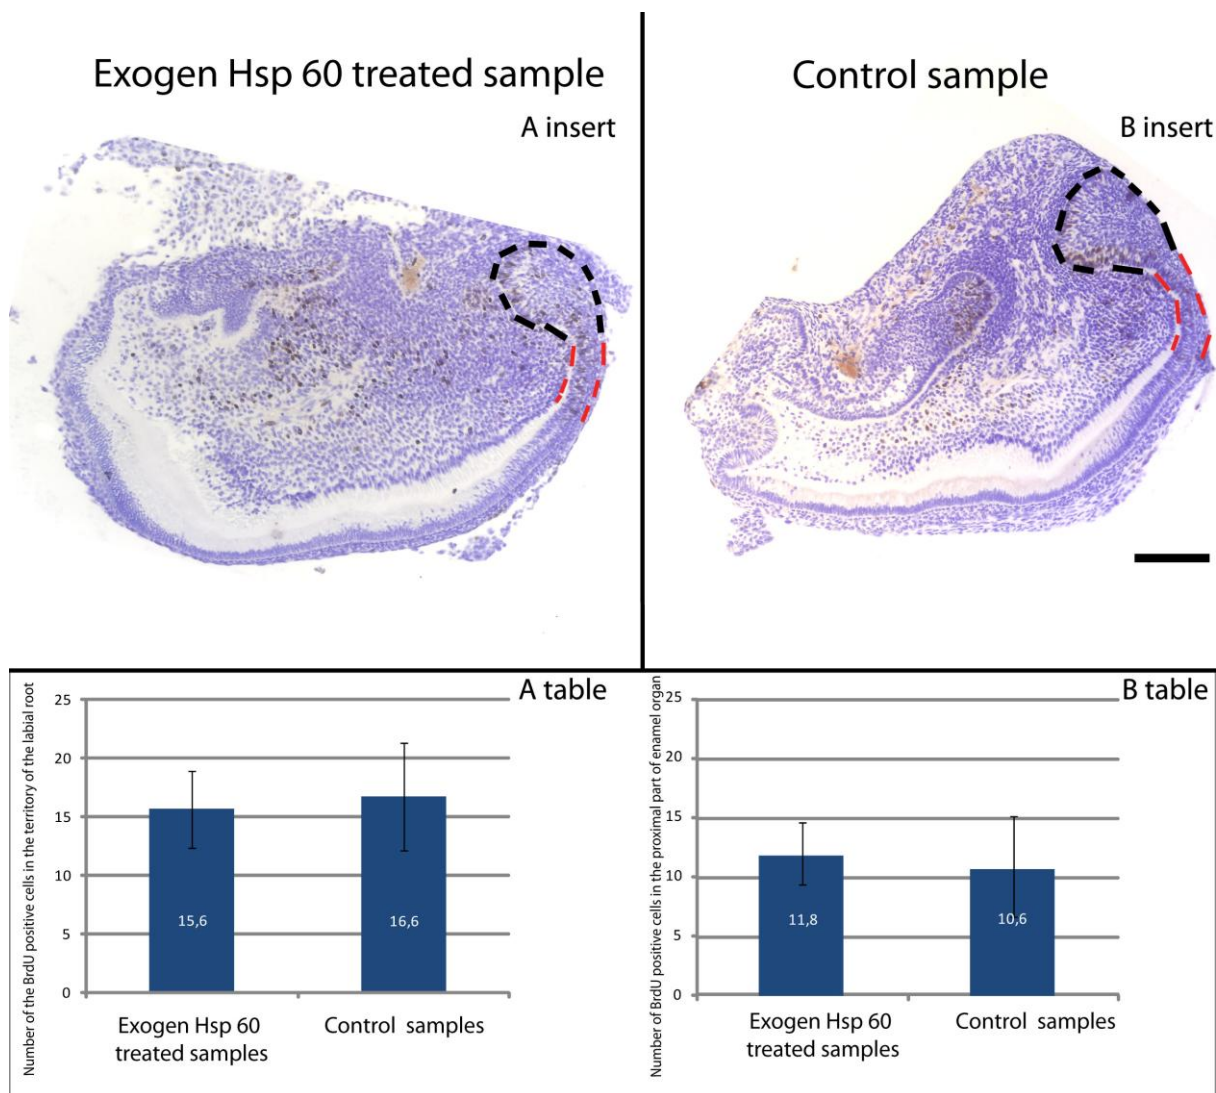 Exogen Hsp 60 treated sample
A insert
Control sample
B insert
A table
Number of the BrdU positive cells in the territory of the labial root
25
20
15
10
5
0
15,6
16,6
Exogen Hsp 60
treated samples
Control samples
B table
Number of BrdU positive cells in the proximal part of enamel organ
25
20
15
10
5
0
11,8
10,6
Exogen Hsp 60
treated samples
Control samples